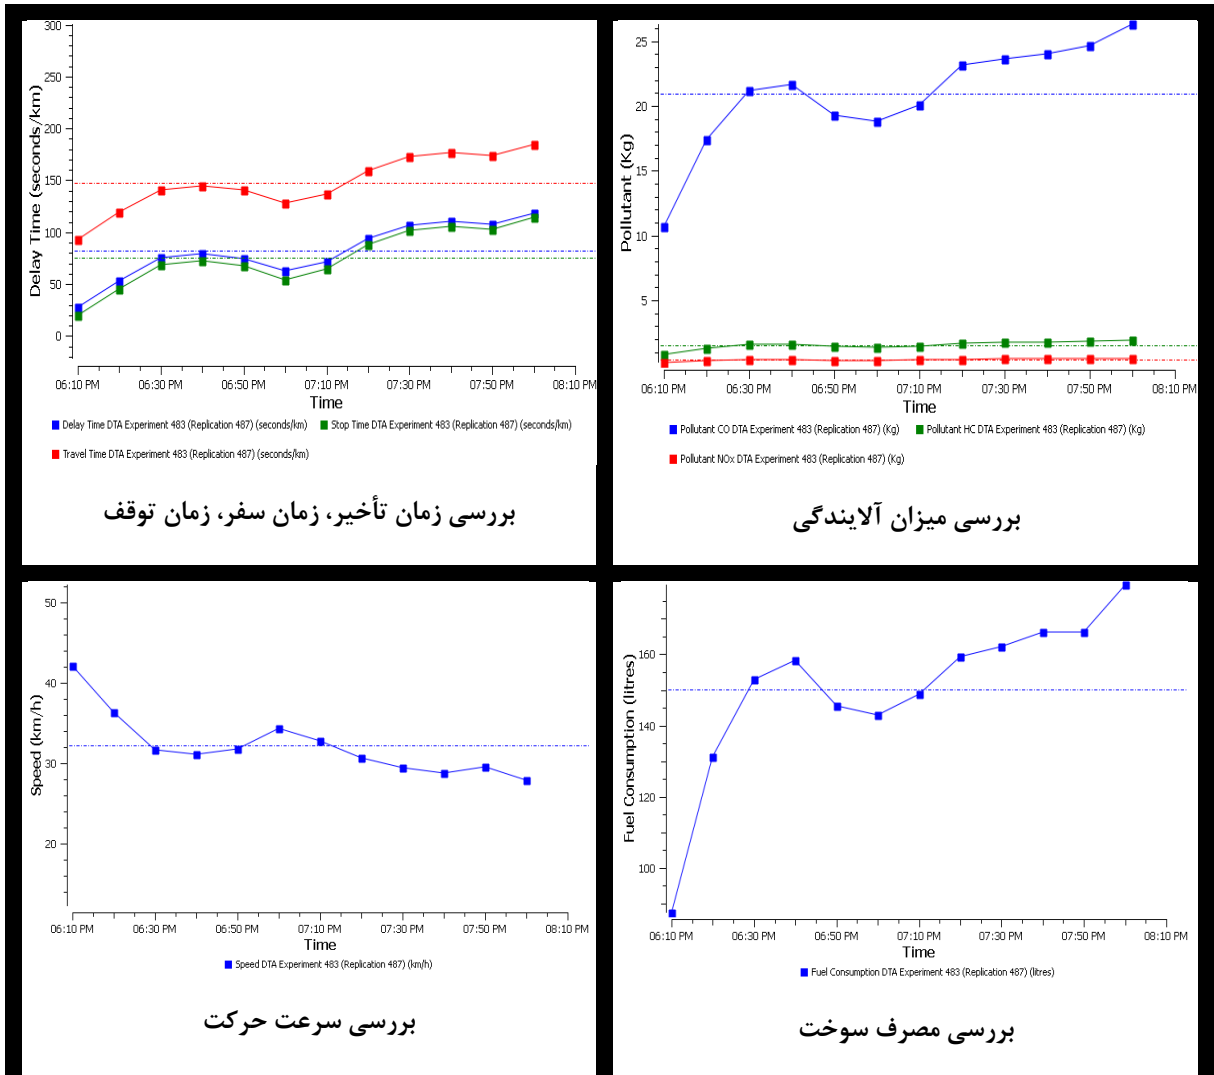 300
250
200
150
100
50
0
Delay Time (seconds/km)
06:10 PM 06:30 PM 06:50 PM 07:10 PM 07:30 PM 07:50 PM 08:10 PM
Time
Delay Time DTA Experiment 483 (Replication 487) (seconds/km) Stop Time DTA Experiment 483 (Replication 487) (seconds/km)
Travel Time DTA Experiment 483 (Replication 487) (seconds/km)
بررسی زمان تأخیر، زمان سفر، زمان توقف
25
20
15
10
5
Pollutant (Kg)
06:10 PM 06:30 PM 06:50 PM 07:10 PM 07:30 PM 07:50 PM 08:10 PM
Time
Pollutant CO DTA Experiment 483 (Replication 487) (Kg) Pollutant HC DTA Experiment 483 (Replication 487) (Kg)
Pollutant NOx DTA Experiment 483 (Replication 487) (Kg)
بررسی میزان آلایندگی
50
40
30
20
Speed (km/h)
06:10 PM 06:30 PM 06:50 PM 07:10 PM 07:30 PM 07:50 PM 08:10 PM
Time
Speed DTA Experiment 483 (Replication 487) (km/h)
بررسی سرعت حرکت
160
140
120
100
Fuel Consumption (litres)
06:10 PM 06:30 PM 06:50 PM 07:10 PM 07:30 PM 07:50 PM 08:10 PM
Time
Fuel Consumption DTA Experiment 483 (Replication 487) (litres)
بررسی مصرف سوخت